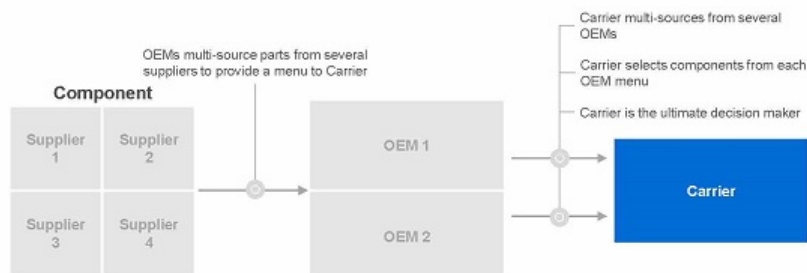 Carrier multi-sources from several
OEMs
OEMs multi-source parts from several
suppliers to provide a menu to Carrier
Carrier selects components from each
OEM menu
Component
Carrier is the ultimate decision maker
Supplier
1
Supplier
2
OEM 1
Carrier
Supplier
3
Supplier
4
OEM 2